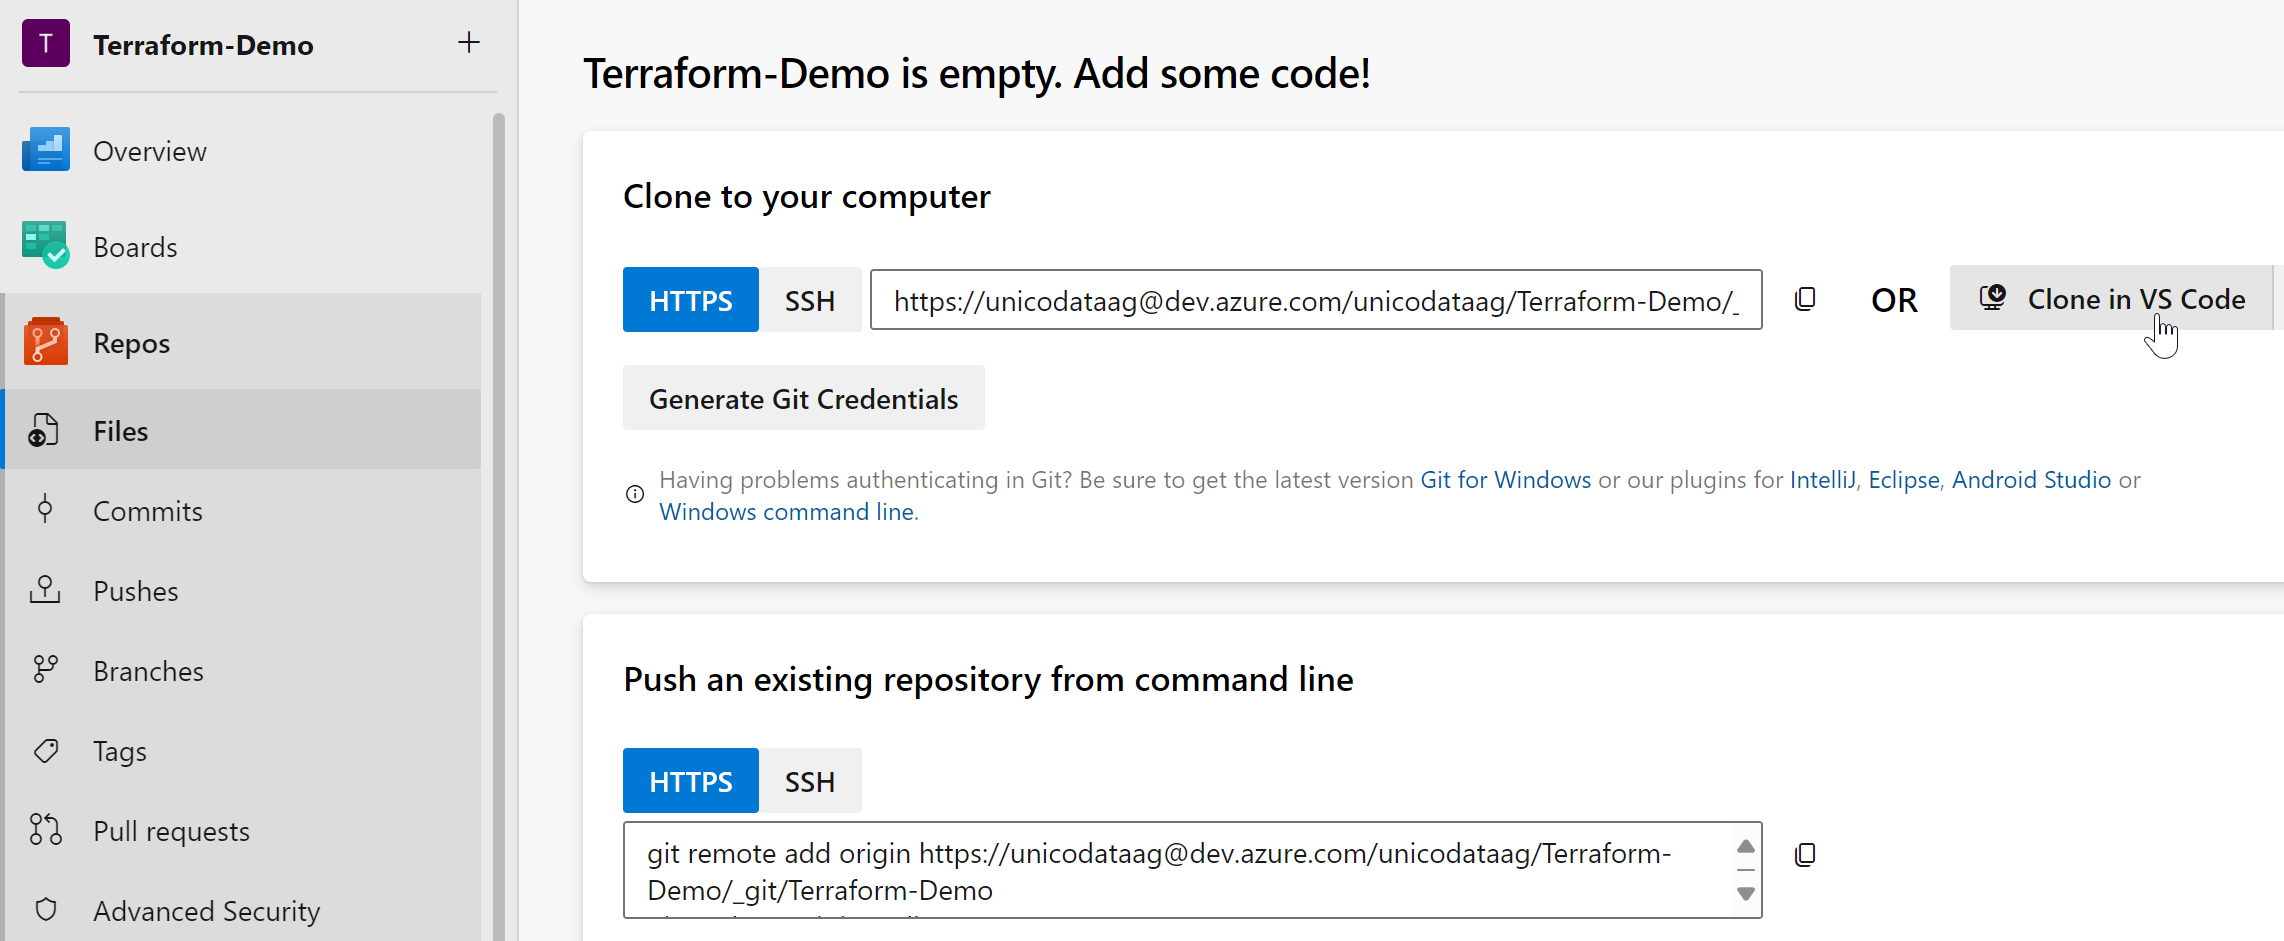 T Terraform-Demo
Overview
Boards
Repos
Files
Commits
Pushes
Branches
Tags
Pull requests
Advanced Security
Terraform-Demo is empty. Add some code!
Clone to your computer
HTTPS SSH https://unicodataag@dev.azure.com/unicodataag/Terraform-Demo/_ OR Clone in VS Code
Generate Git Credentials
Having problems authenticating in Git? Be sure to get the latest version Git for Windows or our plugins for IntelliJ, Eclipse, Android Studio or
Windows command line.
Push an existing repository from command line
HTTPS SSH
git remote add origin https://unicodataag@dev.azure.com/unicodataag/Terraform-
Demo/_git/Terraform-Demo